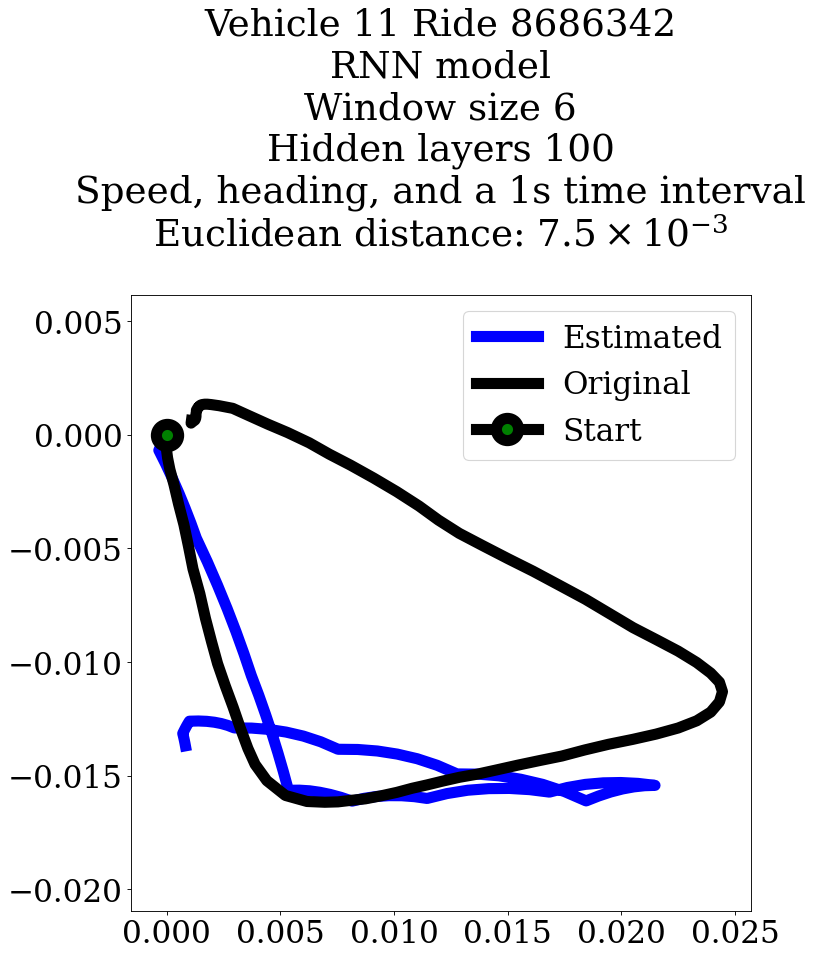 Vehicle 11 Ride 8686342
RNN model
Window size 6
Hidden layers 100
Speed, heading, and a 1s time interval
Euclidean distance: 7.5 × 10⁻³
Estimated
Original
Start
0.005
0.000
−0.005
−0.010
−0.015
−0.020
0.000 0.005 0.010 0.015 0.020 0.025